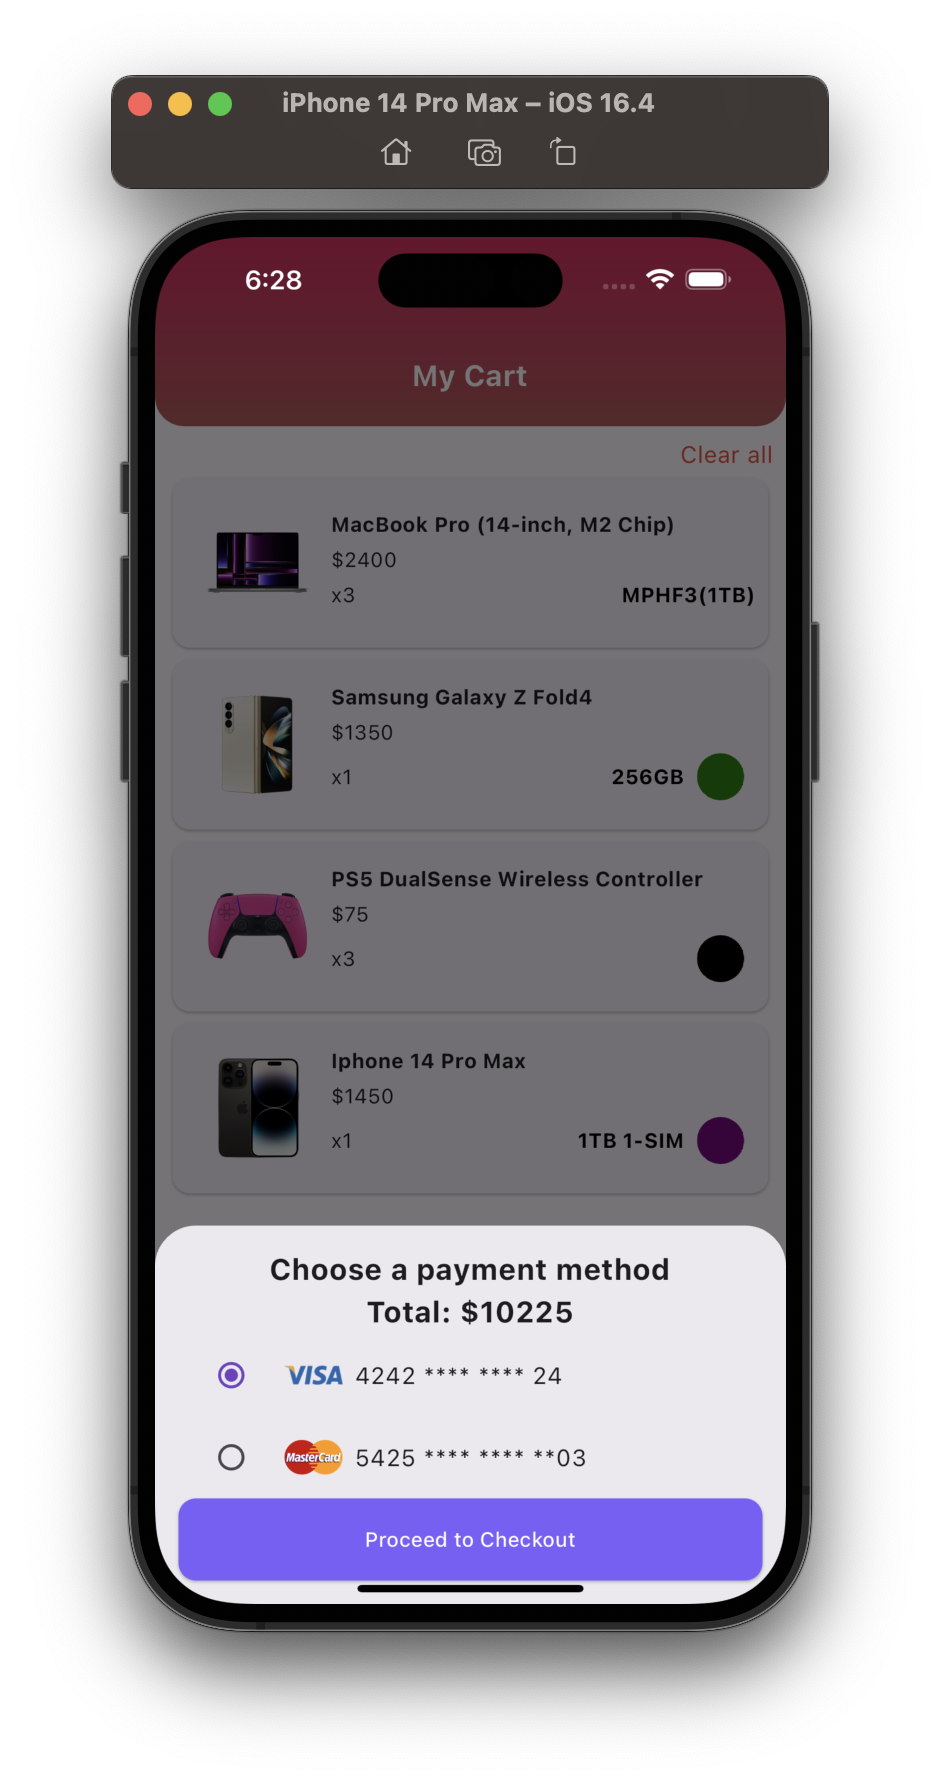 iPhone 14 Pro Max – iOS 16.4
6:28
My Cart
Clear all
MacBook Pro (14-inch, M2 Chip)
$2400
x3
MPHF3(1TB)
Samsung Galaxy Z Fold4
$1350
x1
256GB
PS5 DualSense Wireless Controller
$75
x3
Iphone 14 Pro Max
$1450
x1
1TB 1-SIM
Choose a payment method
Total: $10225
VISA 4242 **** **** 24
MasterCard 5425 **** **** **03
Proceed to Checkout